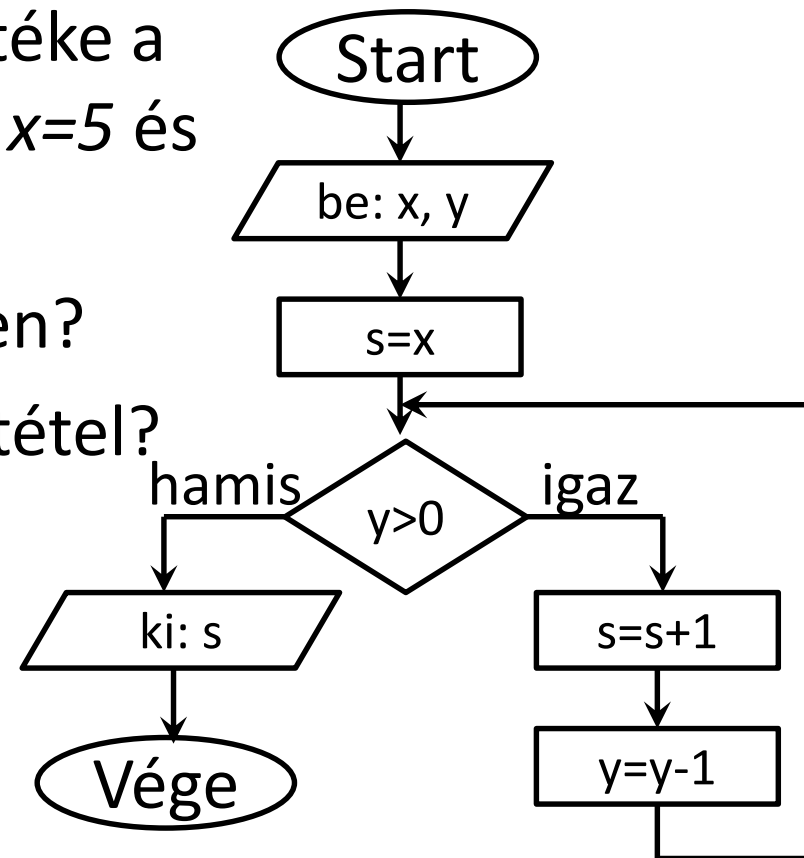 téke a
x=5 és
en?
tétel?
Start
be: x, y
s=x
hamis
y>0
igaz
ki: s
s=s+1
Vége
y=y-1